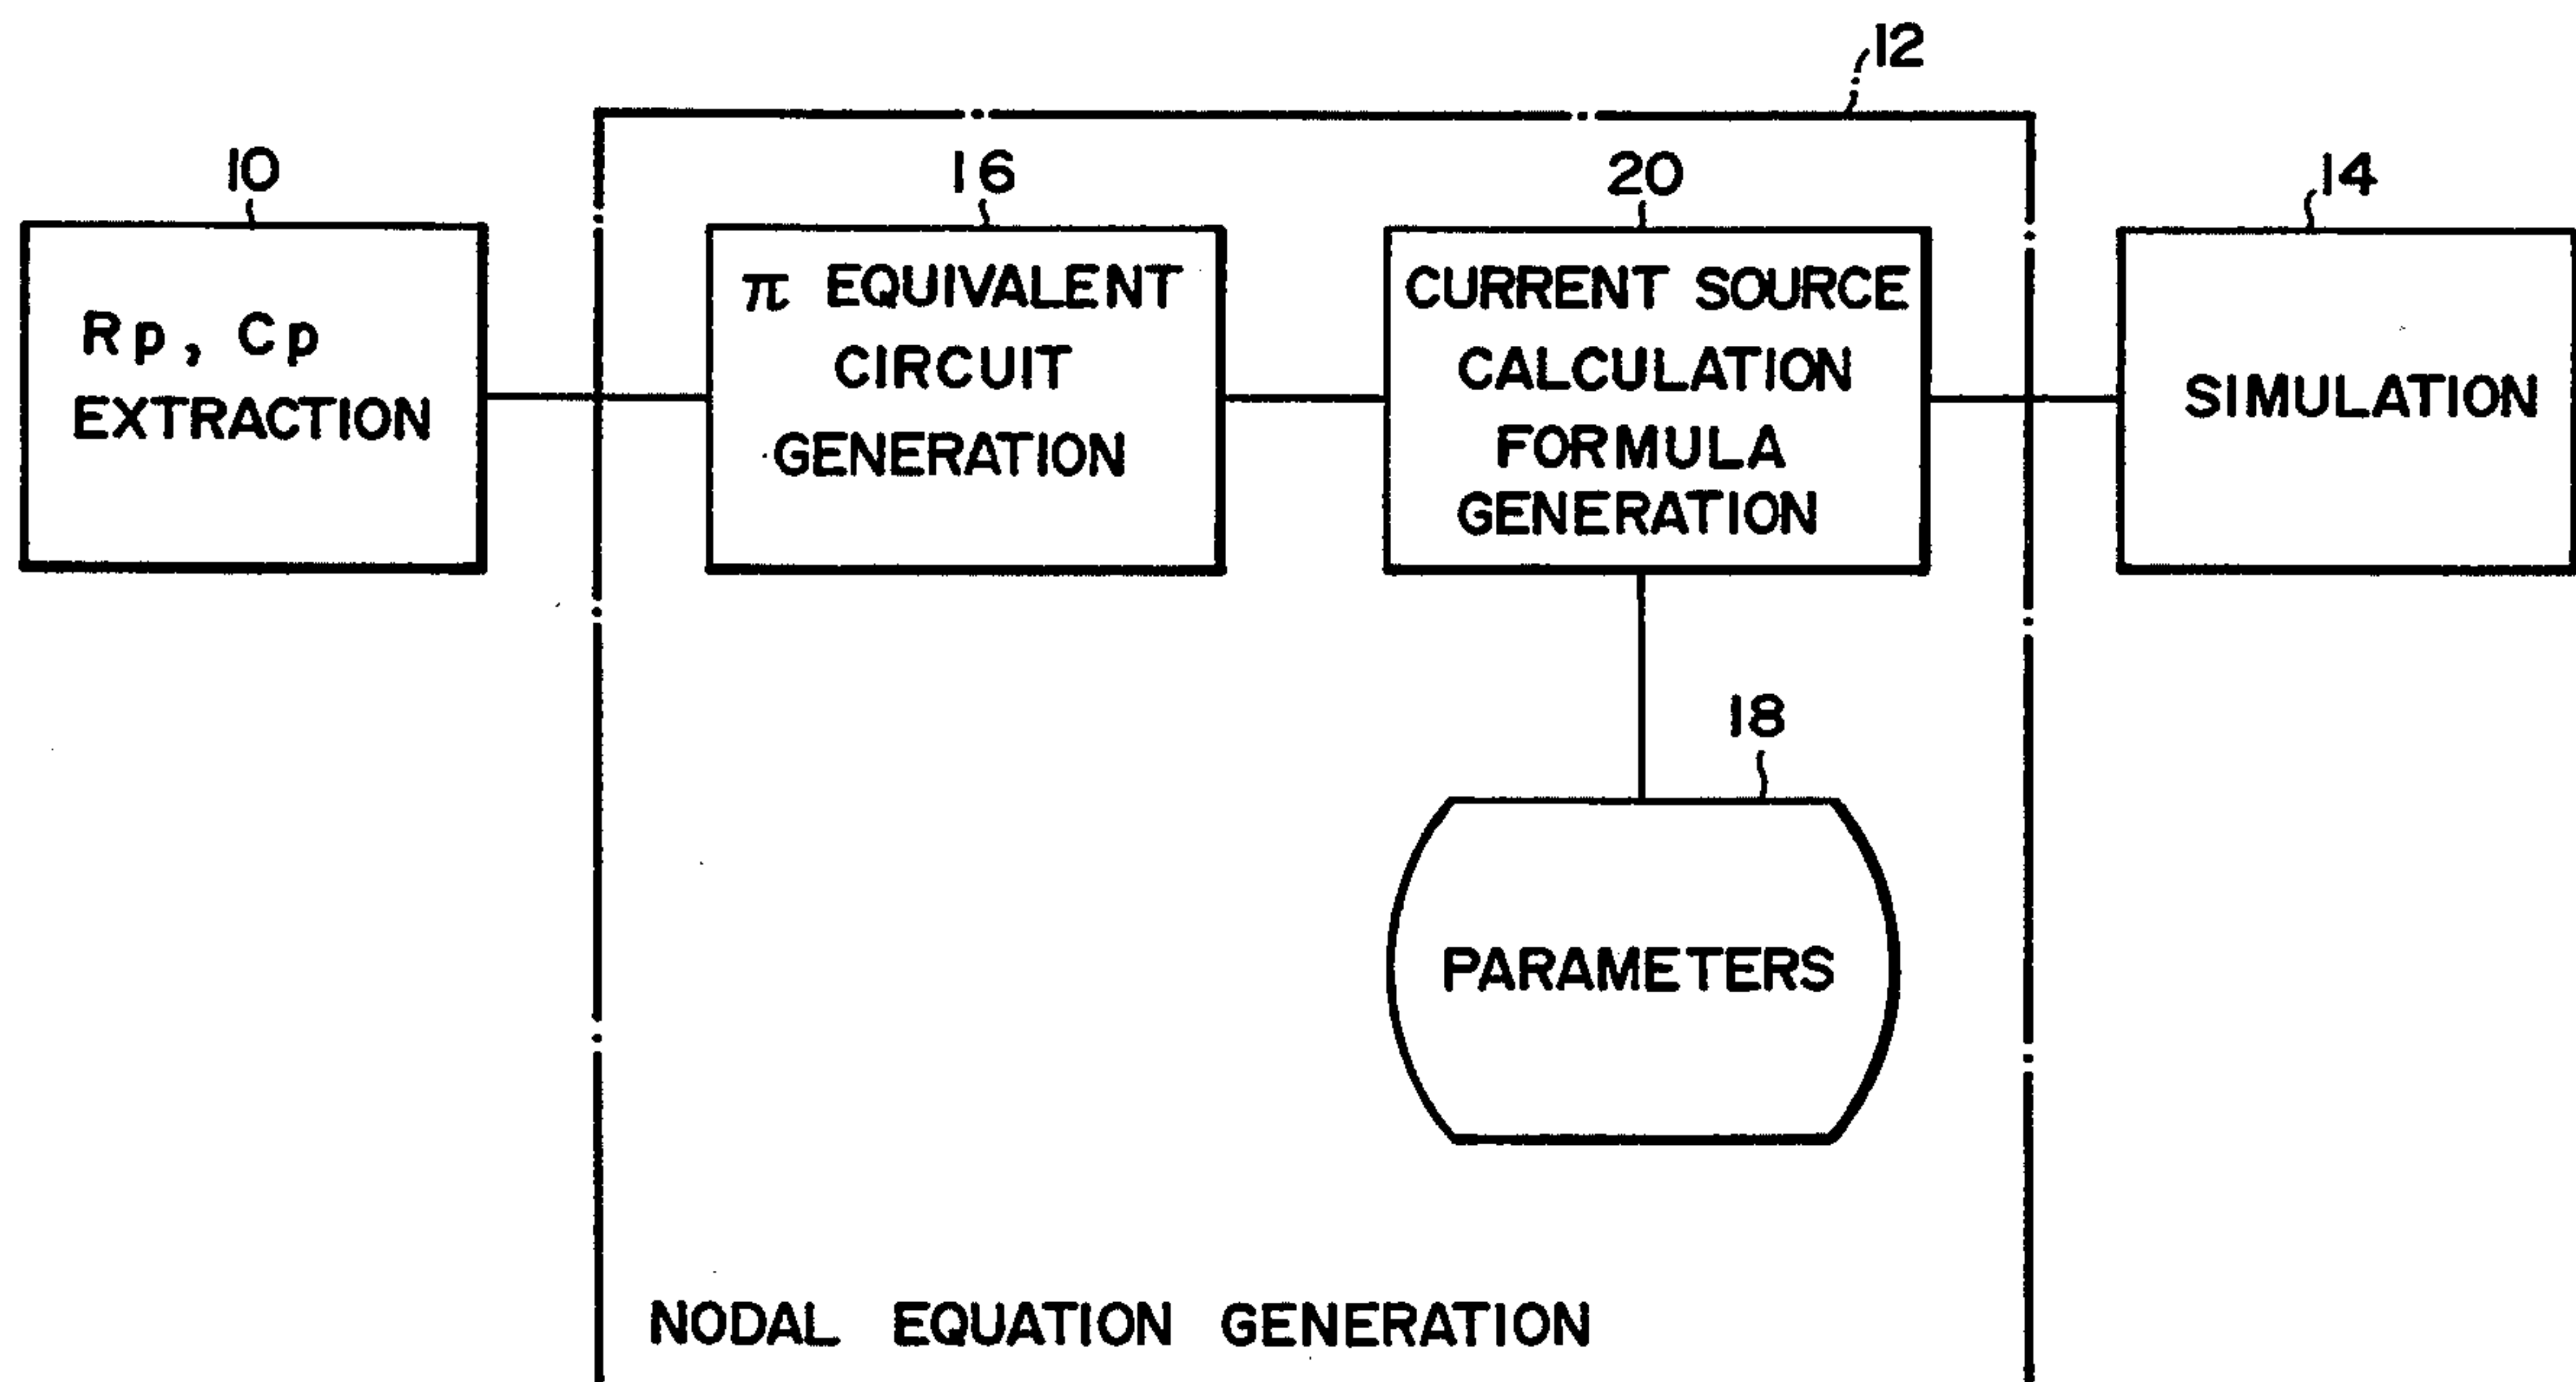 12
10
16
20
14
Rp, Cp
EXTRACTION
π EQUIVALENT
CIRCUIT
GENERATION
CURRENT SOURCE
CALCULATION
FORMULA
GENERATION
SIMULATION
18
PARAMETERS
NODAL EQUATION GENERATION